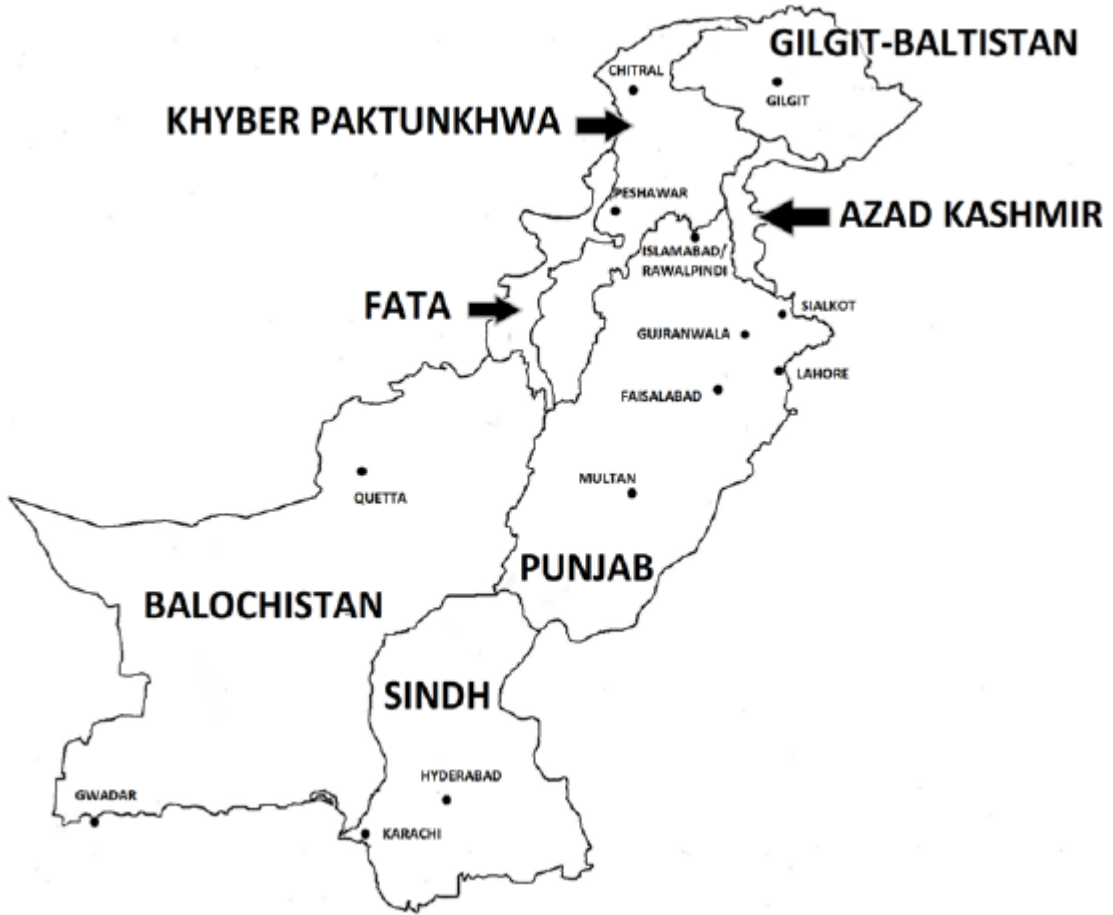 GILGIT-BALTISTAN
CHITRAL
GILGIT
KHYBER PAKTUNKHWA
PESHAWAR
AZAD KASHMIR
ISLAMABAD/
RAWALPINDI
FATA
SIALKOT
GUJRANWALA
LAHORE
FAISALABAD
MULTAN
QUETTA
PUNJAB
BALOCHISTAN
SINDH
HYDERABAD
GWADAR
KARACHI